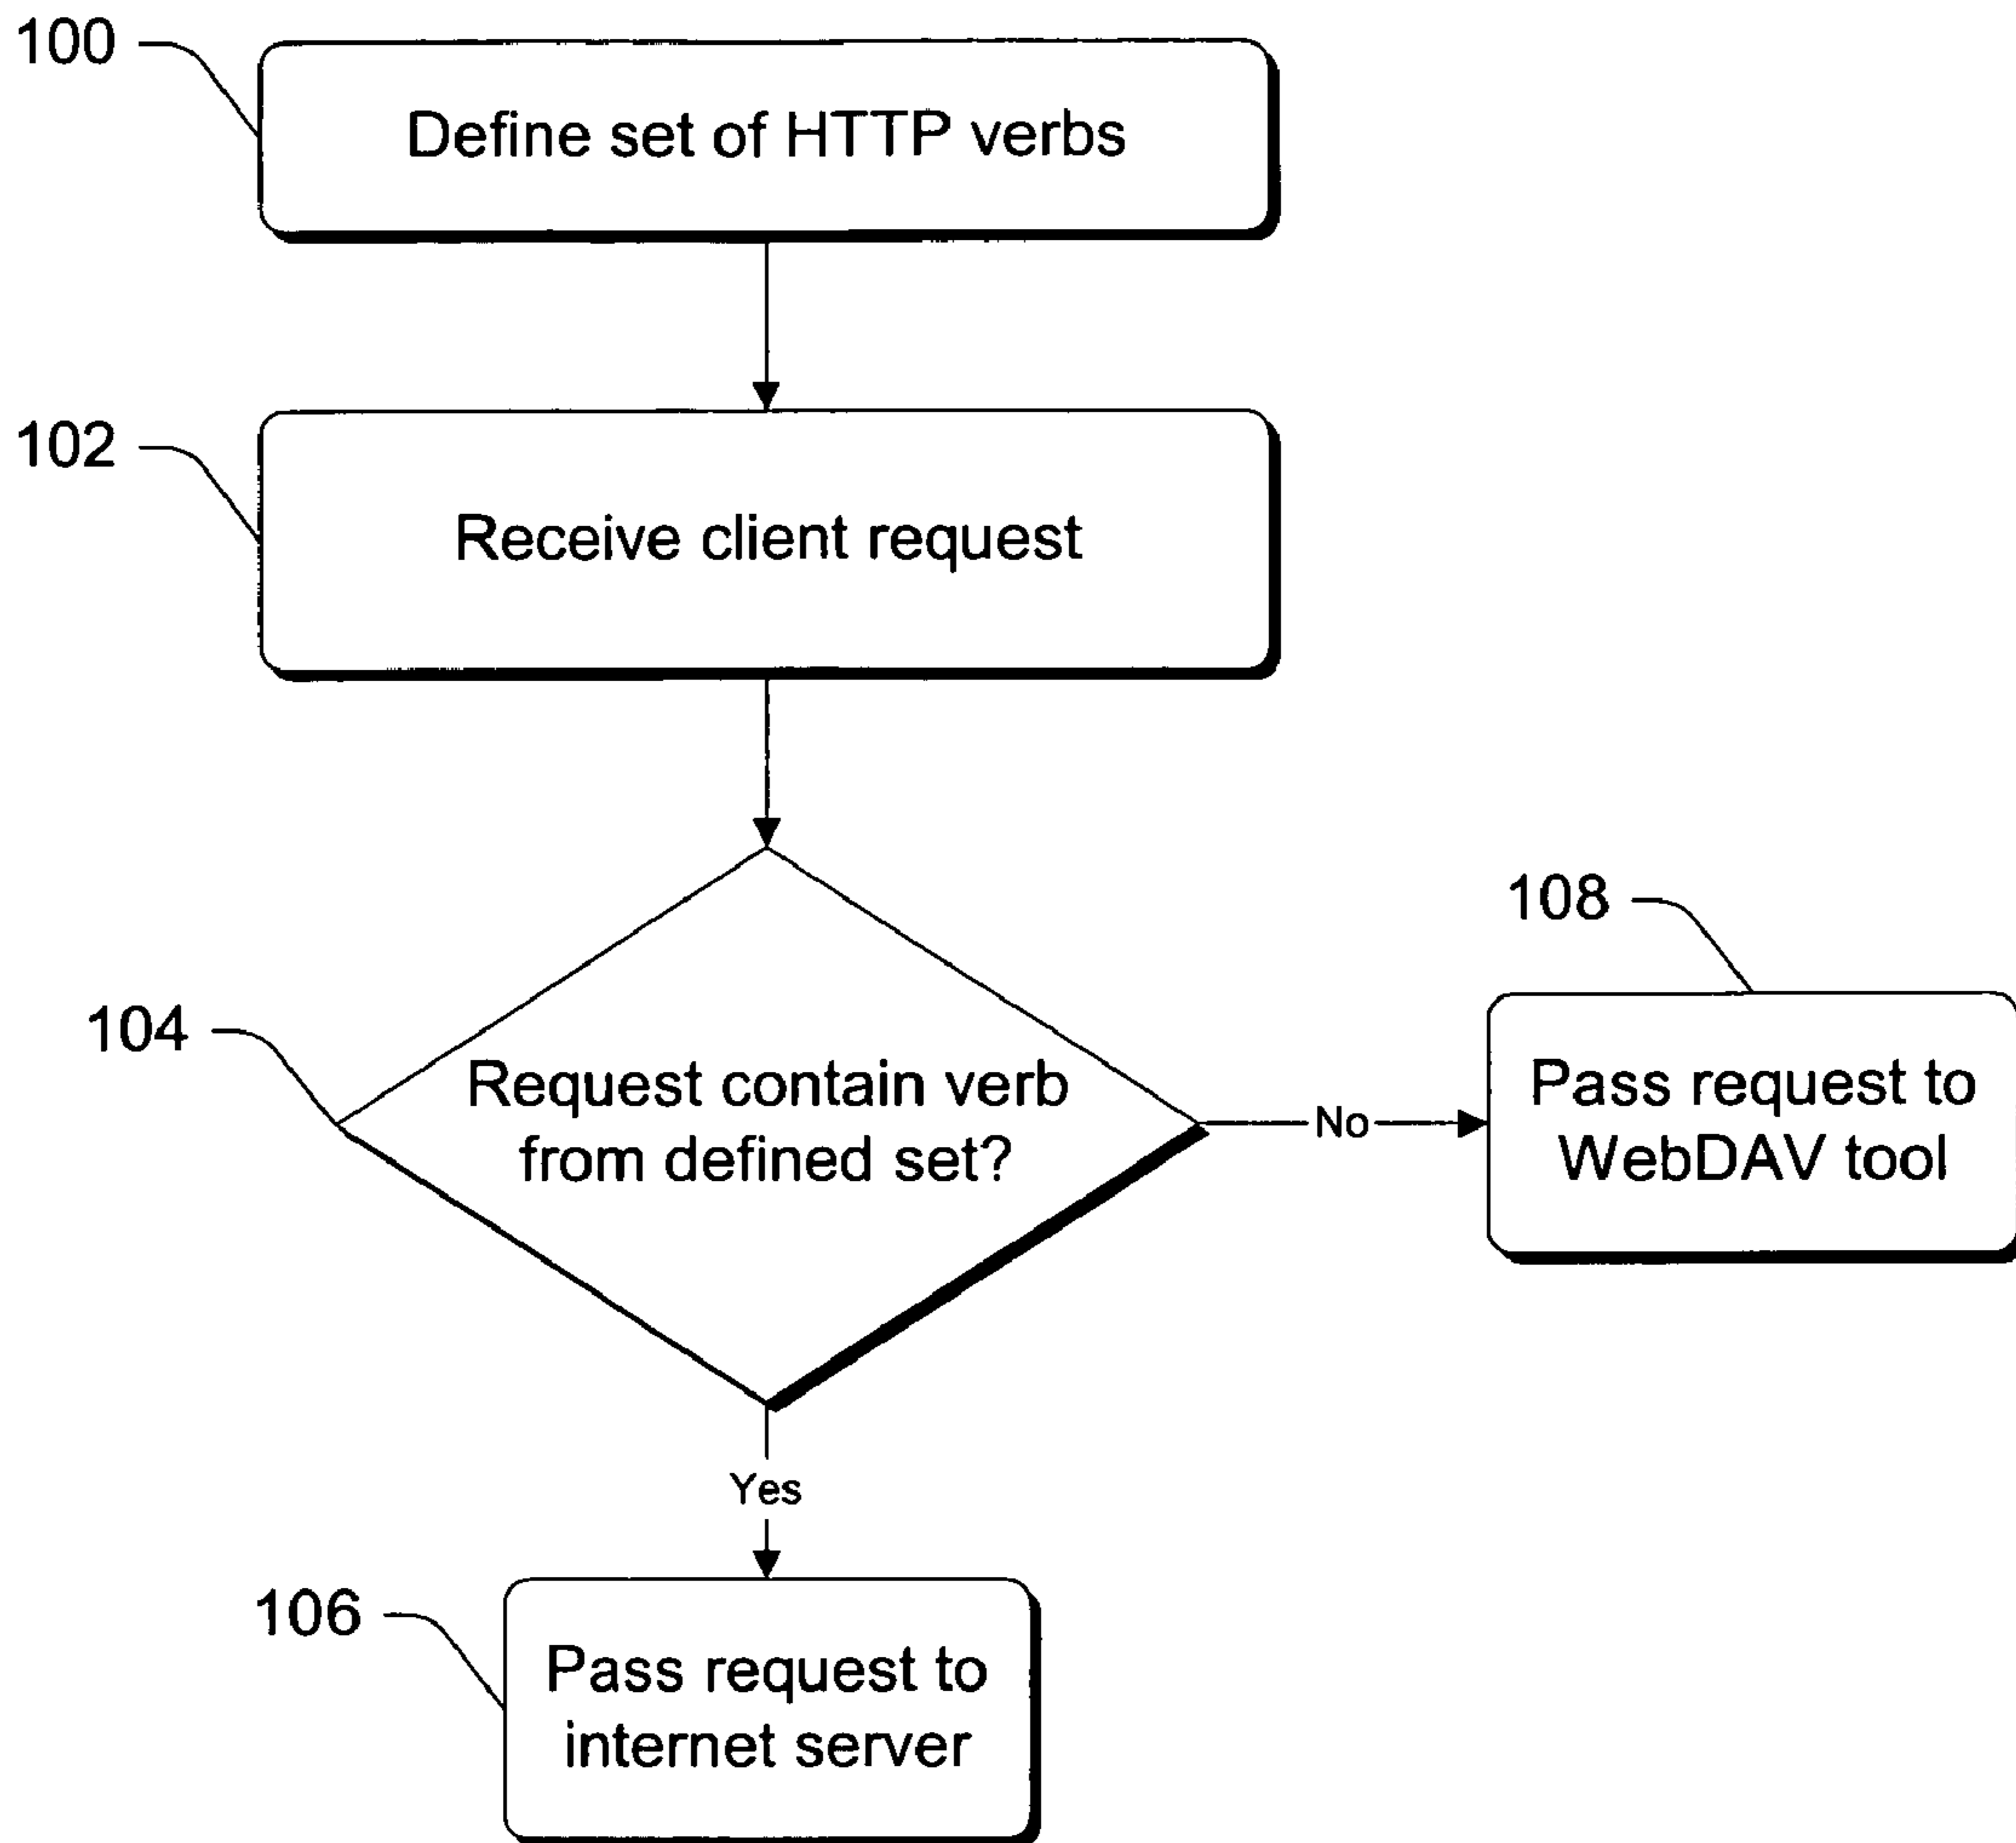 100
Define set of HTTP verbs
102
Receive client request
104
Request contain verb
from defined set?
No
108
Pass request to
WebDAV tool
Yes
106
Pass request to
internet server